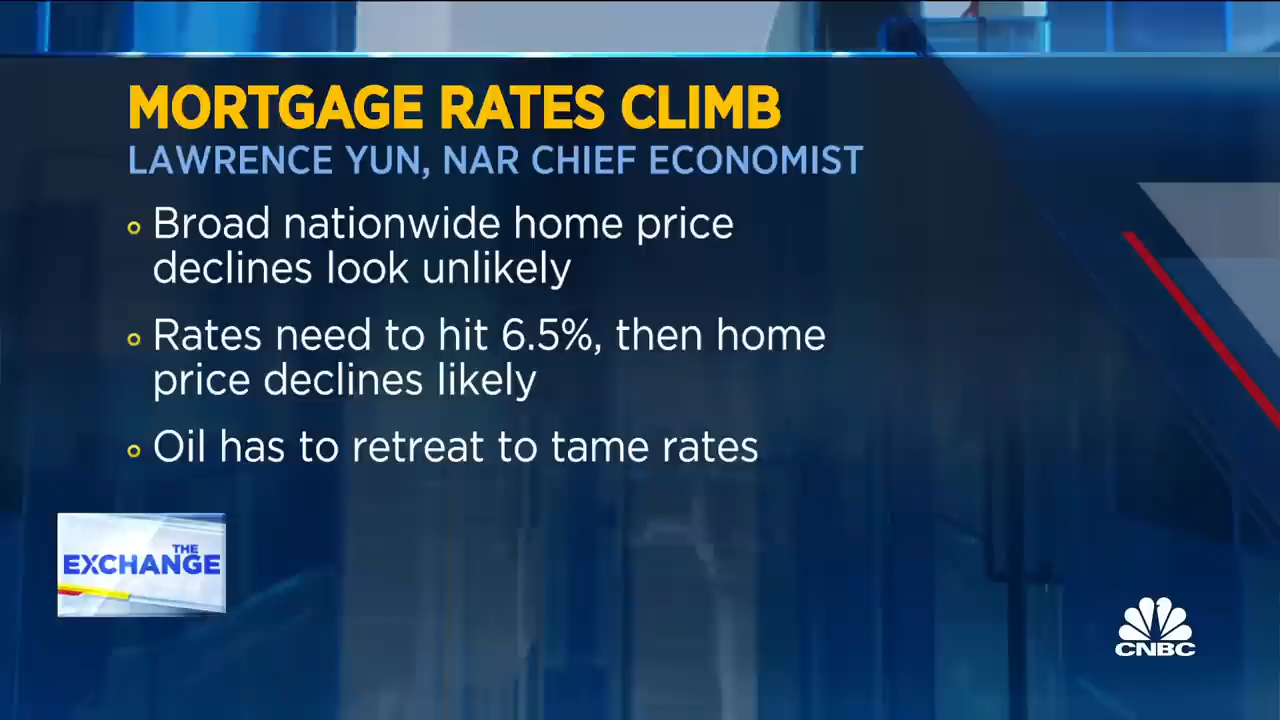 MORTGAGE RATES CLIMB
LAWRENCE YUN, NAR CHIEF ECONOMIST
Broad nationwide home price
declines look unlikely
Rates need to hit 6.5%, then home
price declines likely
Oil has to retreat to tame rates
THE
EXCHANGE
CNBC